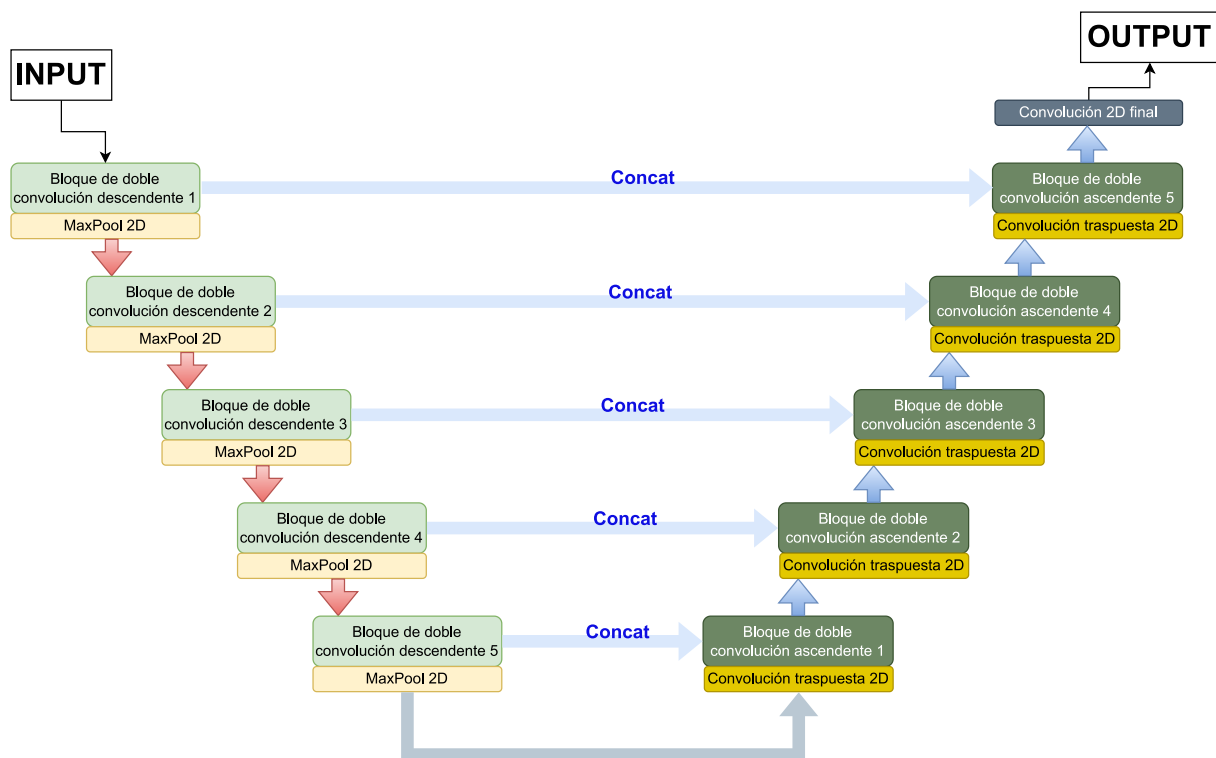 OUTPUT
INPUT
Convolución 2D final
Bloque de doble
convolución descendente 1
MaxPool 2D
Concat
Bloque de doble
convolución ascendente 5
Convolución traspuesta 2D
Bloque de doble
convolución descendente 2
MaxPool 2D
Concat
Bloque de doble
convolución ascendente 4
Convolución traspuesta 2D
Bloque de doble
convolución descendente 3
MaxPool 2D
Concat
Bloque de doble
convolución ascendente 3
Convolución traspuesta 2D
Bloque de doble
convolución descendente 4
MaxPool 2D
Concat
Bloque de doble
convolución ascendente 2
Convolución traspuesta 2D
Bloque de doble
convolución descendente 5
MaxPool 2D
Concat
Bloque de doble
convolución ascendente 1
Convolución traspuesta 2D